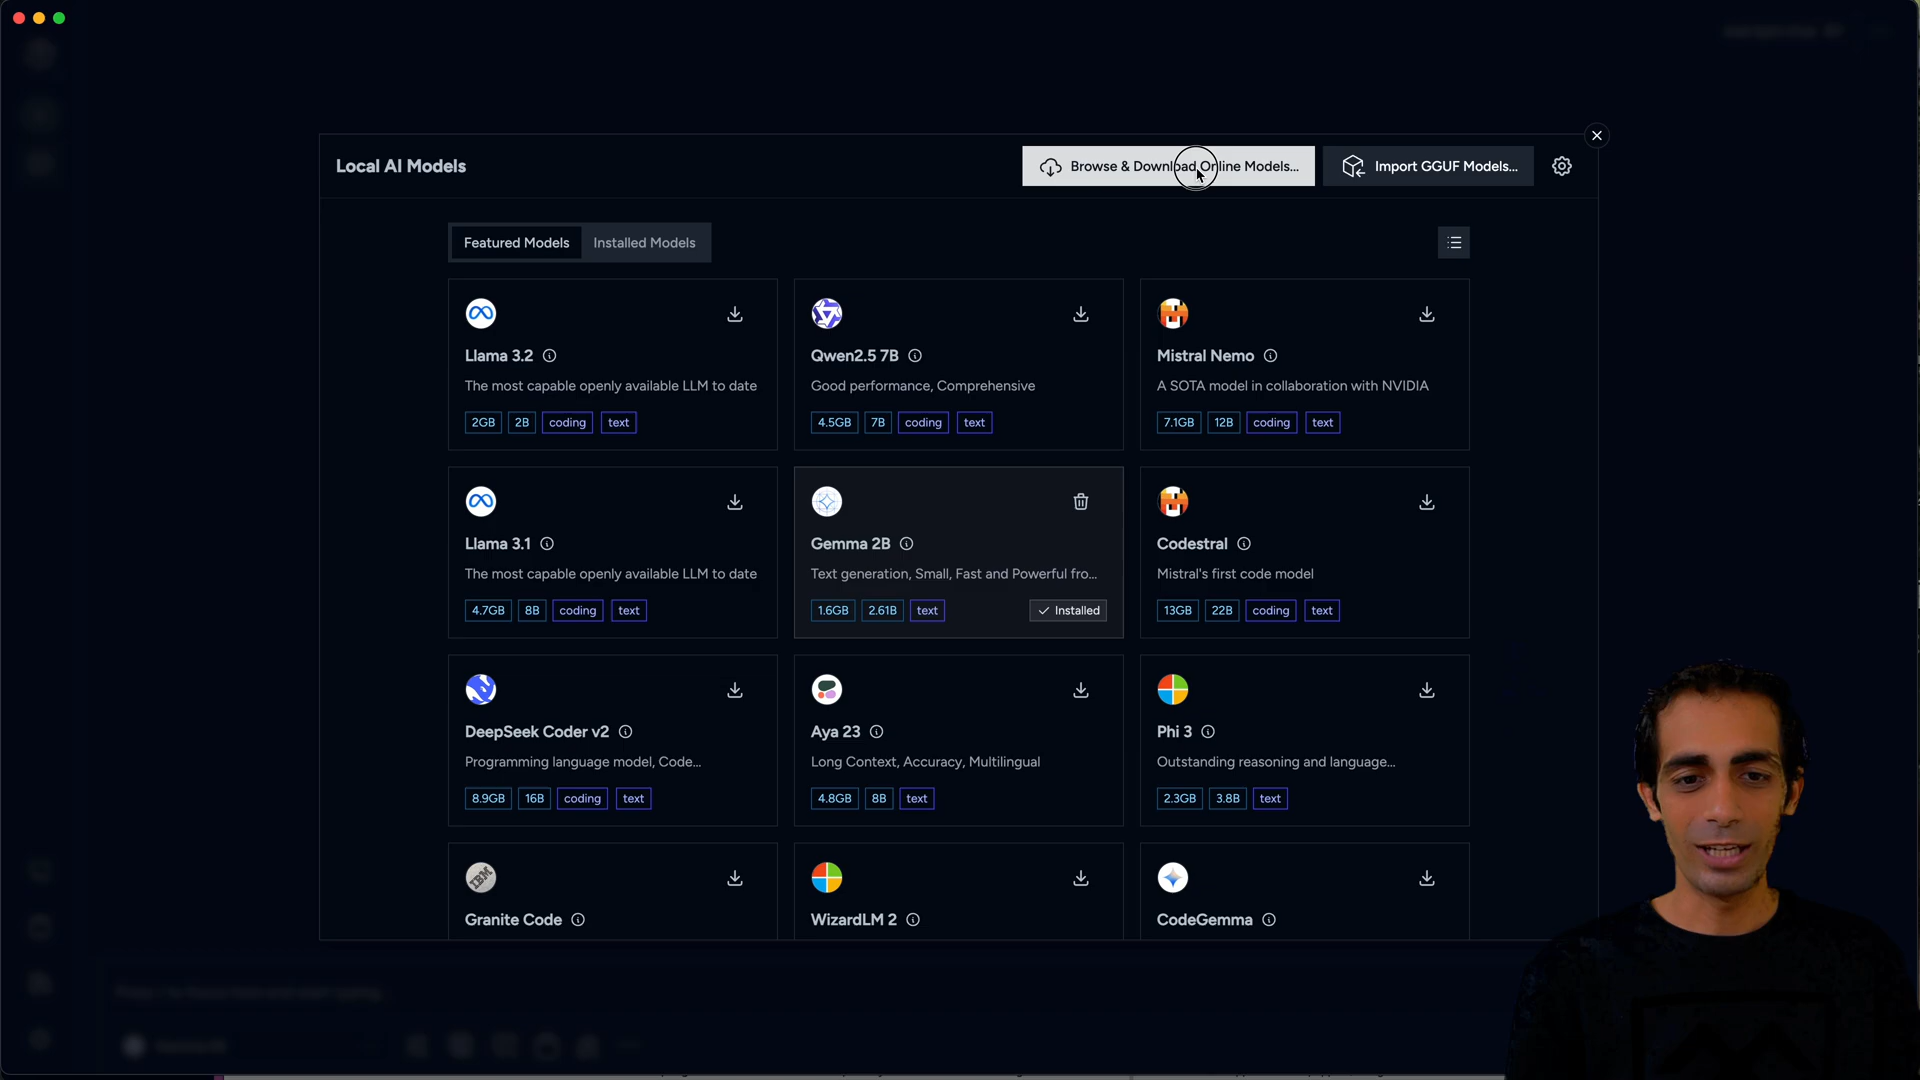 Local AI Models
Browse & Download Online Models...
Import GGUF Models...
Featured Models
Installed Models
Llama 3.2
The most capable openly available LLM to date
2GB 2B coding text
Qwen2.5 7B
Good performance, Comprehensive
4.5GB 7B coding text
Mistral Nemo
A SOTA model in collaboration with NVIDIA
7.1GB 12B coding text
Llama 3.1
The most capable openly available LLM to date
4.7GB 8B coding text
Gemma 2B
Text generation, Small, Fast and Powerful fro...
1.6GB 2.61B text Installed
Codestral
Mistral's first code model
13GB 22B coding text
DeepSeek Coder v2
Programming language model, Code...
8.9GB 16B coding text
Aya 23
Long Context, Accuracy, Multilingual
4.8GB 8B text
Phi 3
Outstanding reasoning and language...
2.3GB 3.8B text
IBM
Granite Code
WizardLM 2
CodeGemma